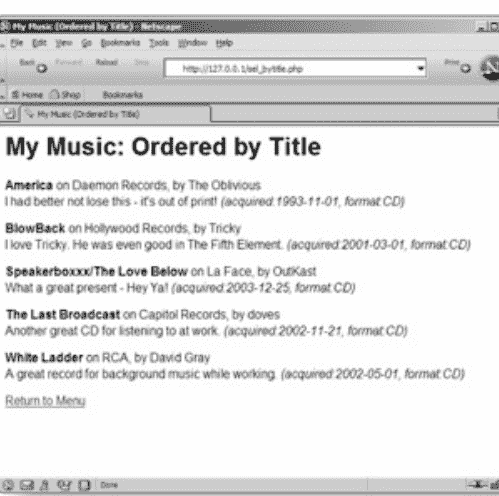 My Music (Ordered by Title) - Netscape
File Edit View Go Bookmarks Tools Window Help
Back Forward Reload Stop http://127.0.0.1/sel_bytitle.php Print
Home Shop Bookmarks
My Music (Ordered by Title)
My Music: Ordered by Title
America on Daemon Records, by The Oblivious
I had better not lose this - it's out of print! (acquired:1993-11-01, format:CD)
BlowBack on Hollywood Records, by Tricky
I love Tricky. He was even good in The Fifth Element. (acquired:2001-03-01, format:CD)
Speakerboxxx/The Love Below on La Face, by OutKast
What a great present - Hey Ya! (acquired:2003-12-25, format:CD)
The Last Broadcast on Capitol Records, by doves
Another great CD for listening to at work. (acquired:2002-11-21, format:CD)
White Ladder on RCA, by David Gray
A great record for background music while working. (acquired:2002-05-01, format:CD)
Return to Menu
Done